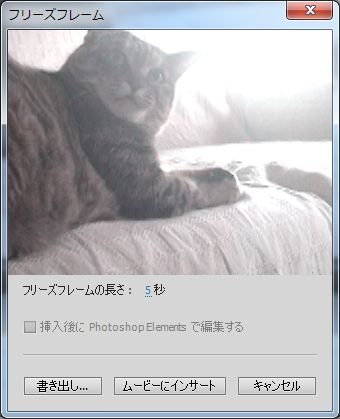 フリーズフレーム
フリーズフレームの長さ： 5 秒
挿入後に Photoshop Elements で編集する
書き出し... ムービーにインサート キャンセル